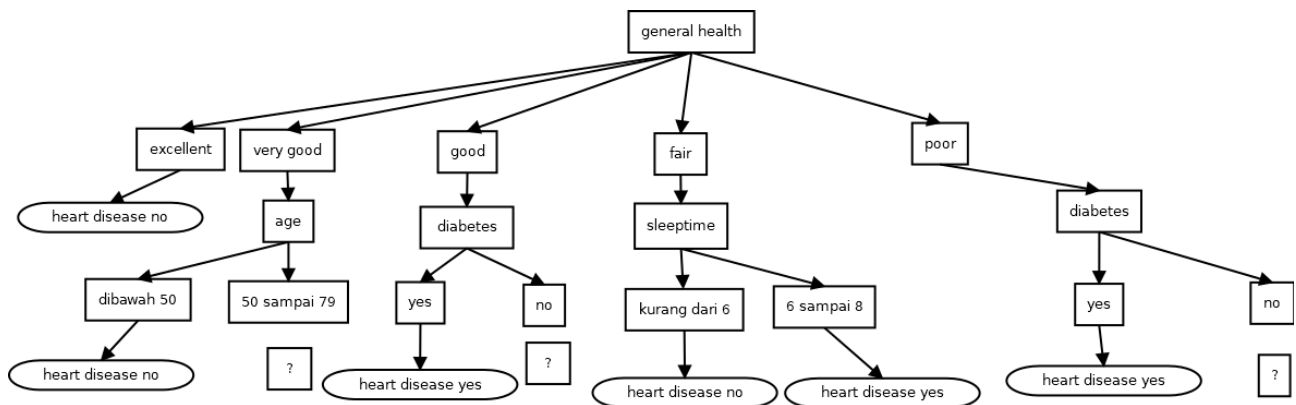 general health
excellent
very good
good
fair
poor
heart disease no
age
diabetes
sleeptime
diabetes
dibawah 50
50 sampai 79
yes
no
kurang dari 6
6 sampai 8
yes
no
heart disease no
?
heart disease yes
?
heart disease no
heart disease yes
heart disease yes
?